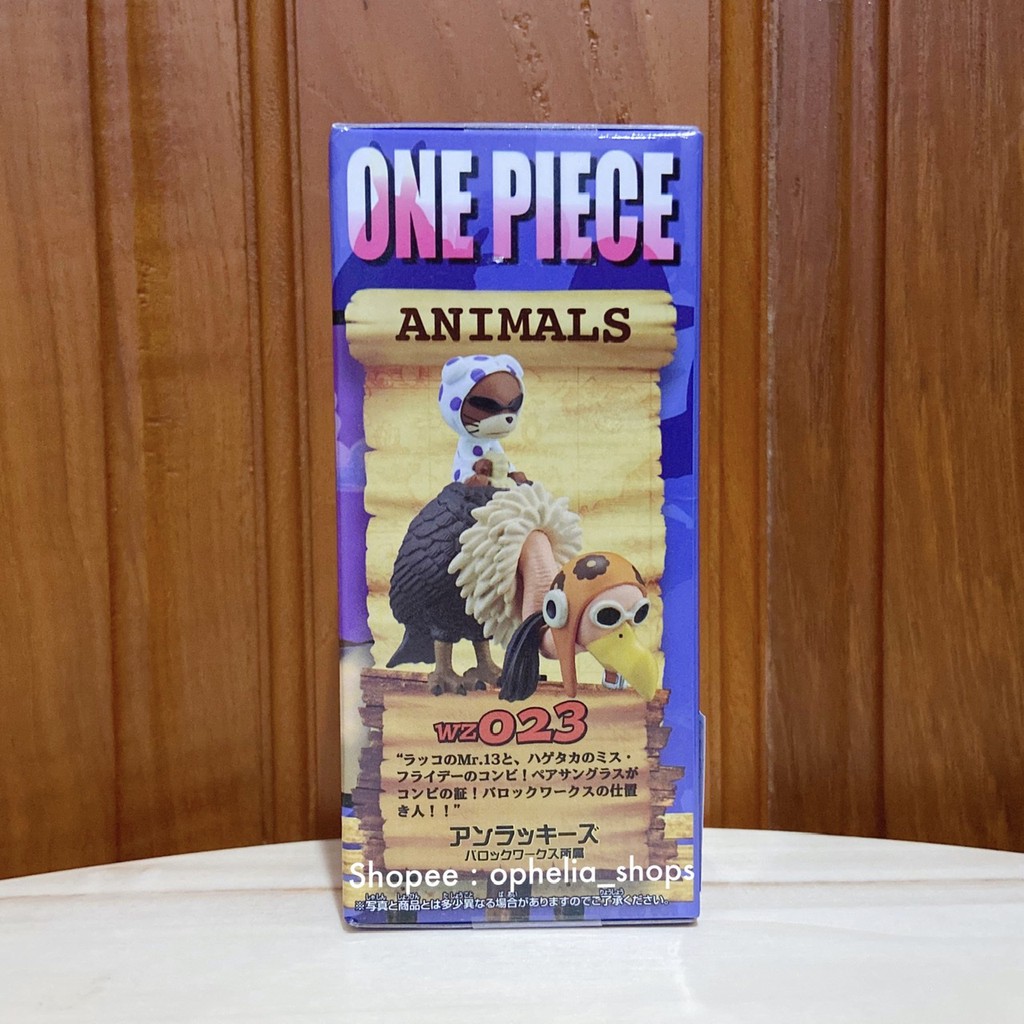 ONE PIECE
ANIMALS
WZ023
“ラッコのMr.13と、ハゲタカのミス・
フライデーのコンビ！ペアサングラスが
コンビの証！バロックワークスの仕置
き人！！”
アンラッキーズ
バロックワークス所属
Shopee : ophelia_shops
※写真と商品とは多少異なる場合がありますのでご了承ください。